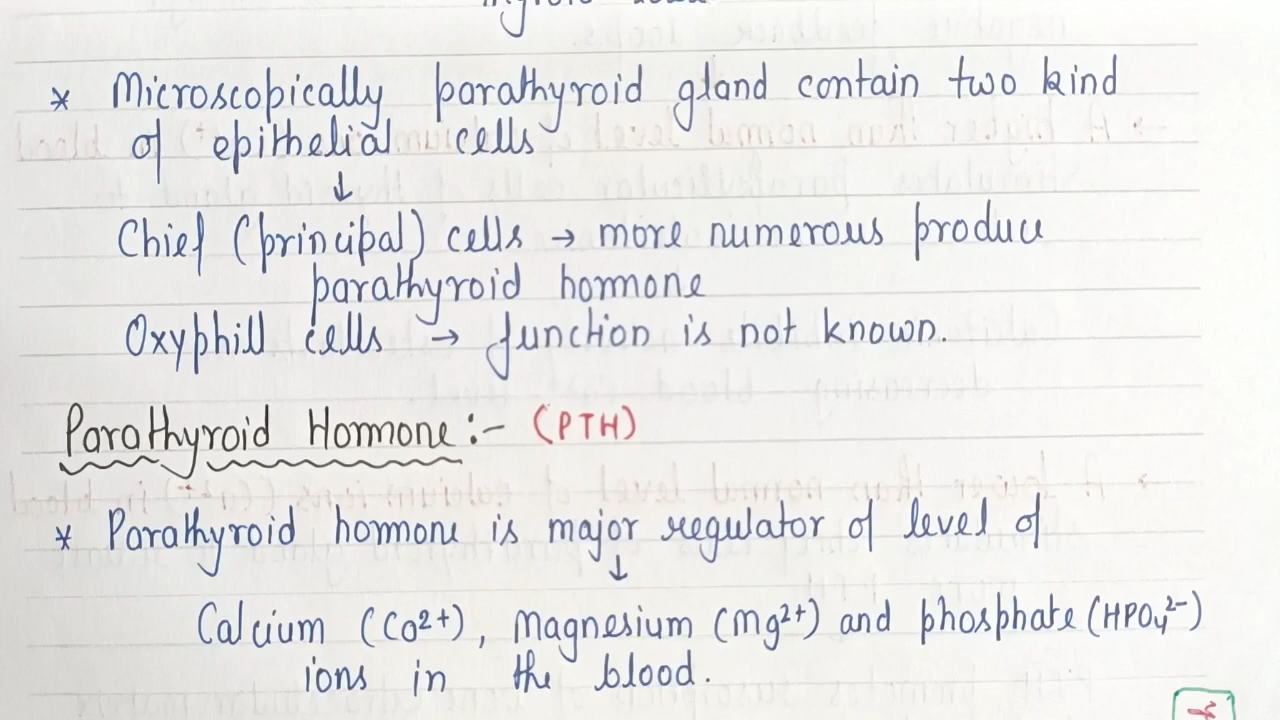 * Microscopically parathyroid gland contain two kind
of epithelial cells
↓
Chief (principal) cells → more numerous produce
parathyroid hormone
Oxyphill cells → function is not known.
Parathyroid Hormone :- (PTH)
* Parathyroid hormone is major regulator of level of
↓
Calcium (Ca²⁺), Magnesium (Mg²⁺) and phosphate (HPO₄²⁻)
ions in the blood.